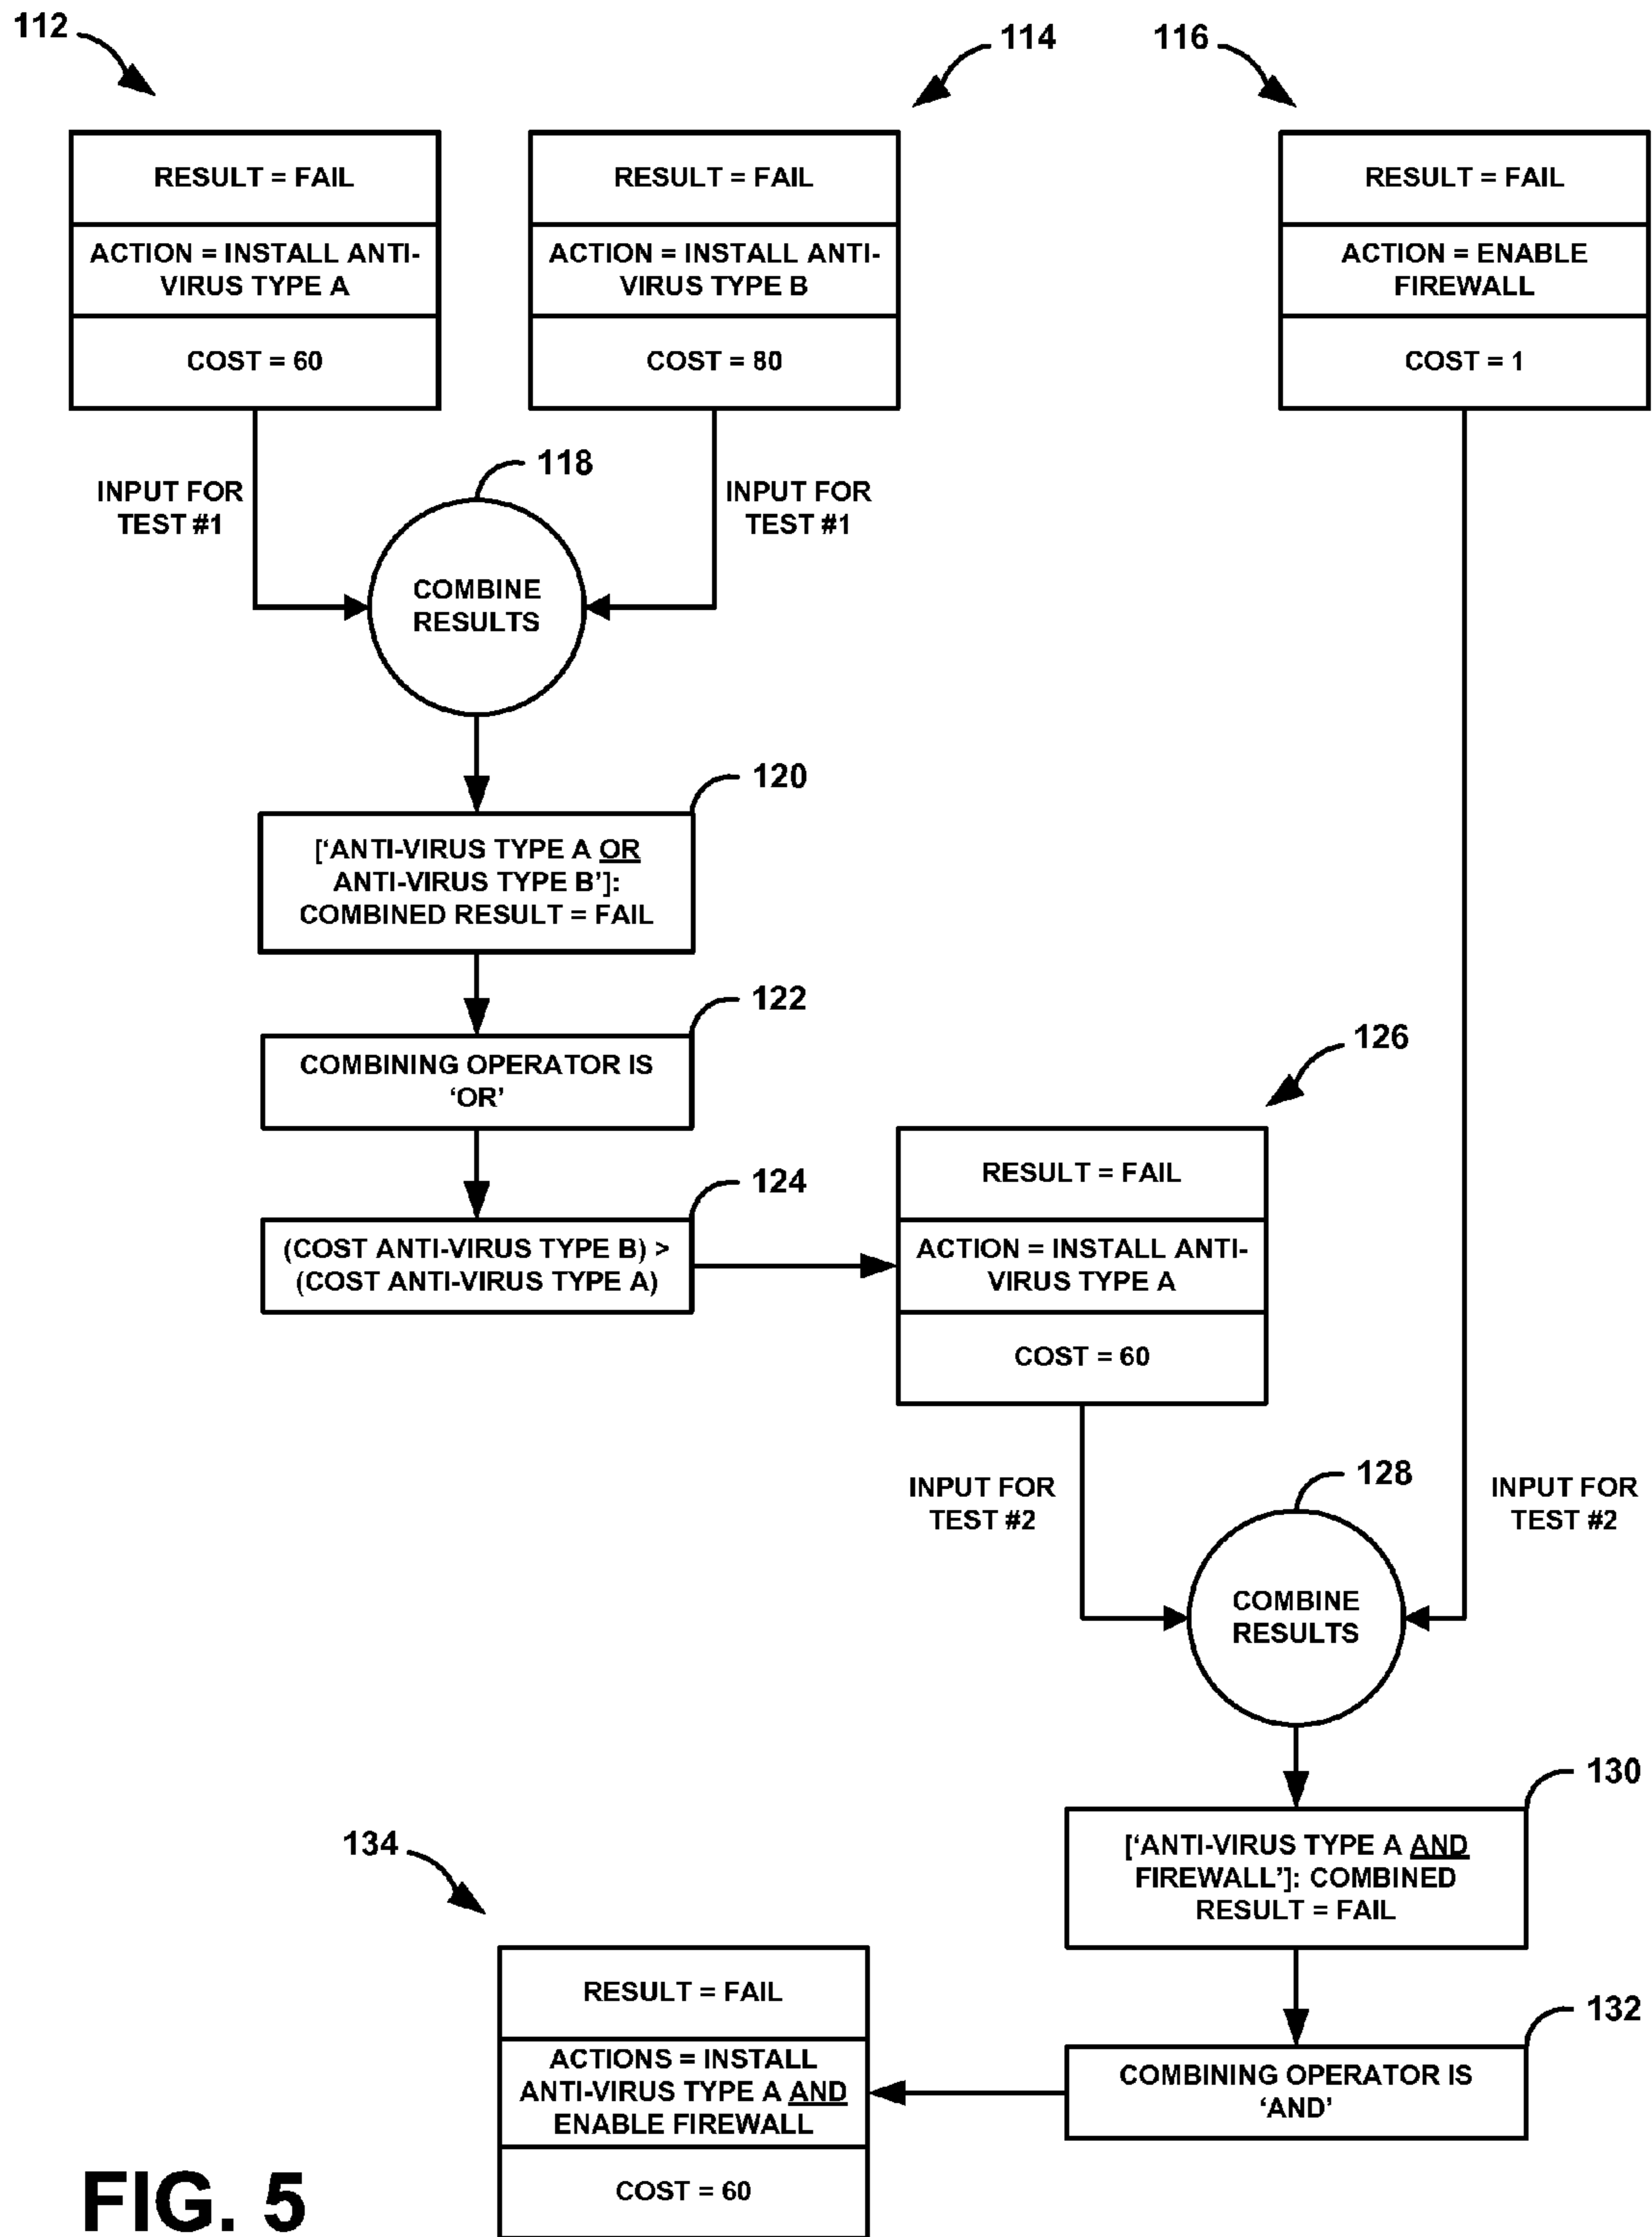 112
114
116
RESULT = FAIL
ACTION = INSTALL ANTI-
VIRUS TYPE A
COST = 60
RESULT = FAIL
ACTION = INSTALL ANTI-
VIRUS TYPE B
COST = 80
RESULT = FAIL
ACTION = ENABLE
FIREWALL
COST = 1
INPUT FOR
TEST #1
118
INPUT FOR
TEST #1
COMBINE
RESULTS
120
['ANTI-VIRUS TYPE A OR
ANTI-VIRUS TYPE B']:
COMBINED RESULT = FAIL
122
COMBINING OPERATOR IS
'OR'
124
(COST ANTI-VIRUS TYPE B) >
(COST ANTI-VIRUS TYPE A)
126
RESULT = FAIL
ACTION = INSTALL ANTI-
VIRUS TYPE A
COST = 60
INPUT FOR
TEST #2
128
INPUT FOR
TEST #2
COMBINE
RESULTS
130
['ANTI-VIRUS TYPE A AND
FIREWALL']: COMBINED
RESULT = FAIL
132
COMBINING OPERATOR IS
'AND'
134
RESULT = FAIL
ACTIONS = INSTALL
ANTI-VIRUS TYPE A AND
ENABLE FIREWALL
COST = 60
FIG. 5